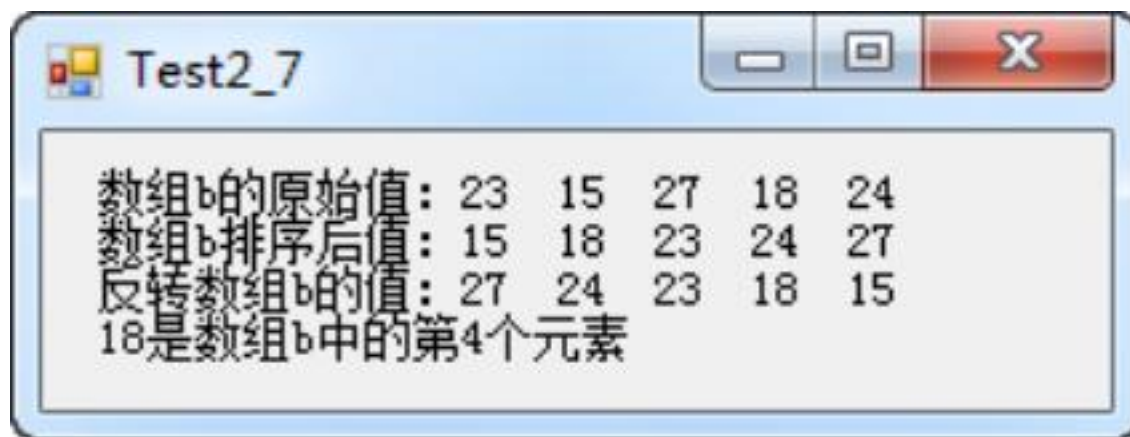 Test2_7
数组b的原始值：23 15 27 18 24
数组b排序后值：15 18 23 24 27
反转数组b的值：27 24 23 18 15
18是数组b中的第4个元素